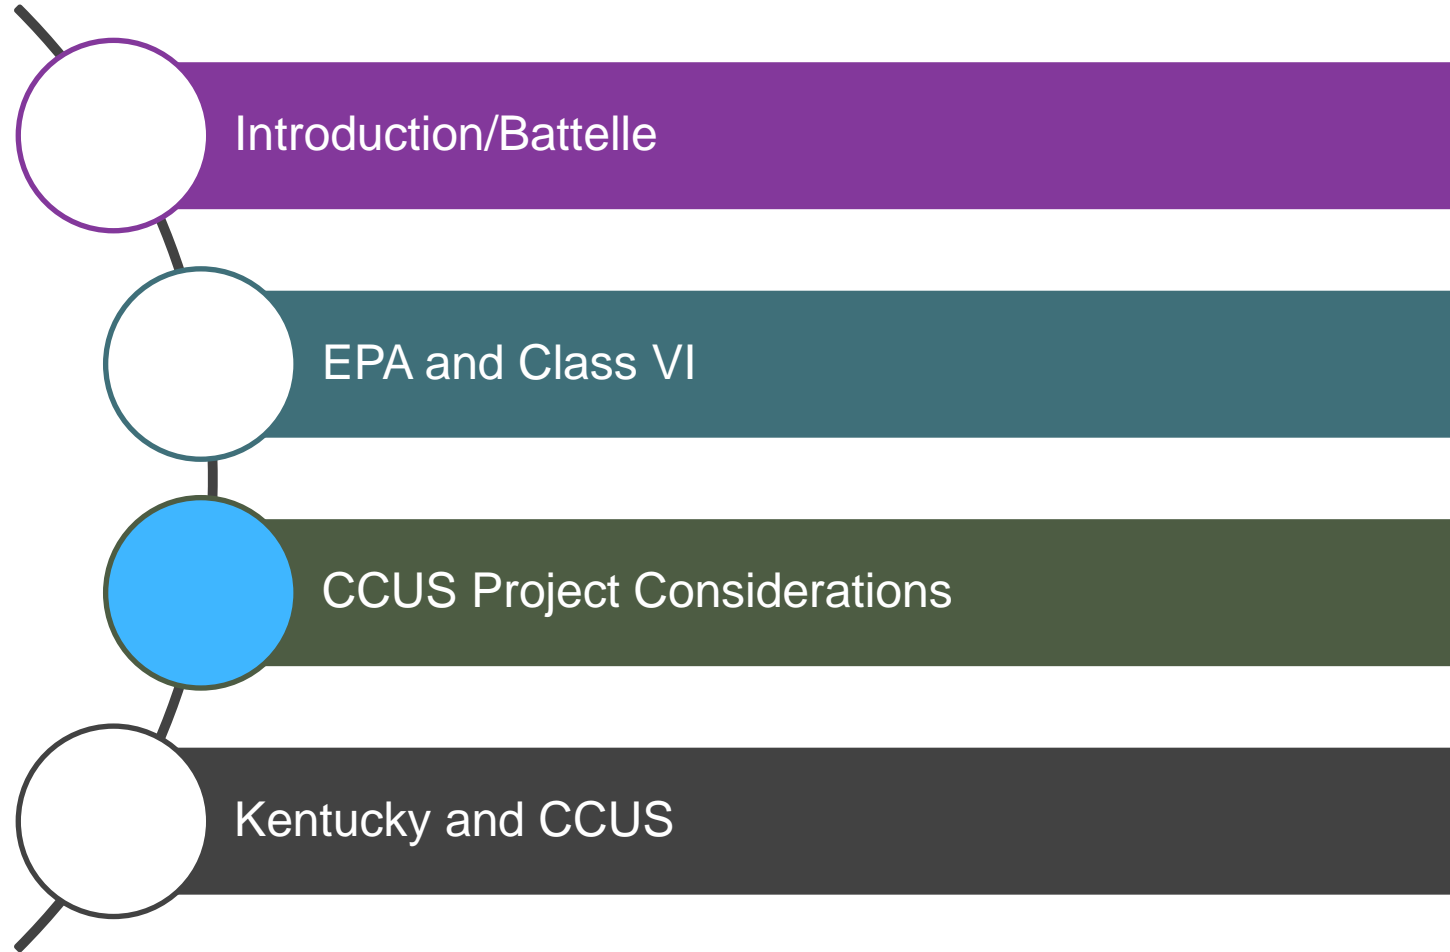 Introduction/Battelle
EPA and Class VI
CCUS Project Considerations
Kentucky and CCUS